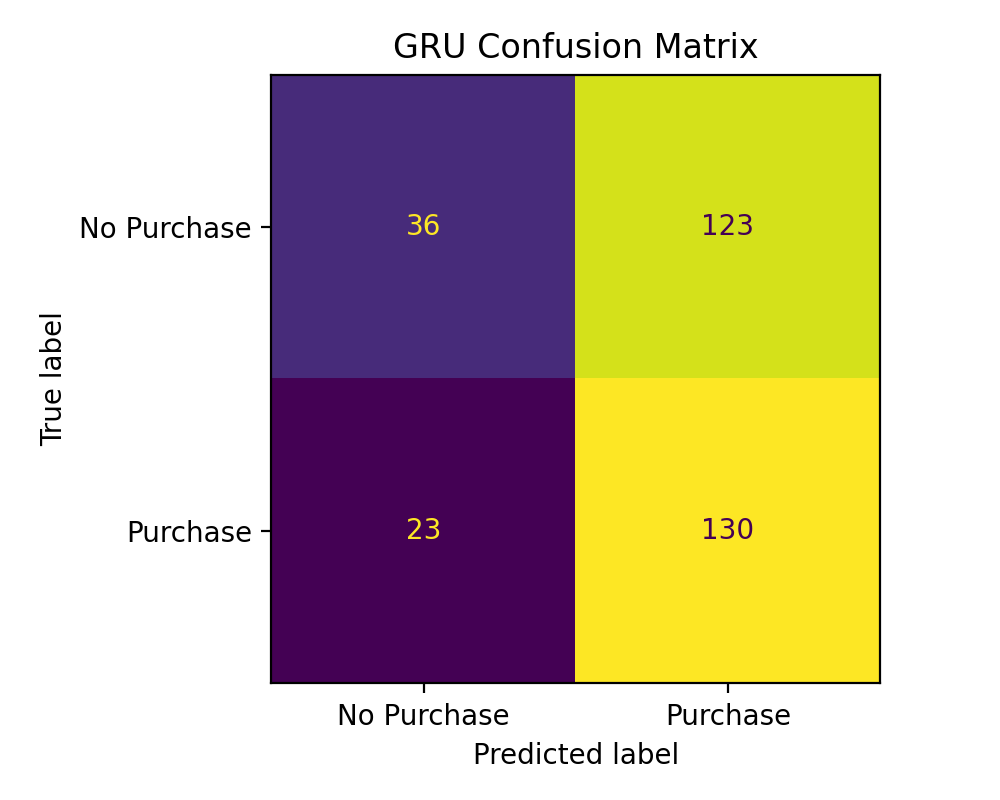 GRU Confusion Matrix
No Purchase
36
123
True label
Purchase
23
130
No Purchase
Purchase
Predicted label